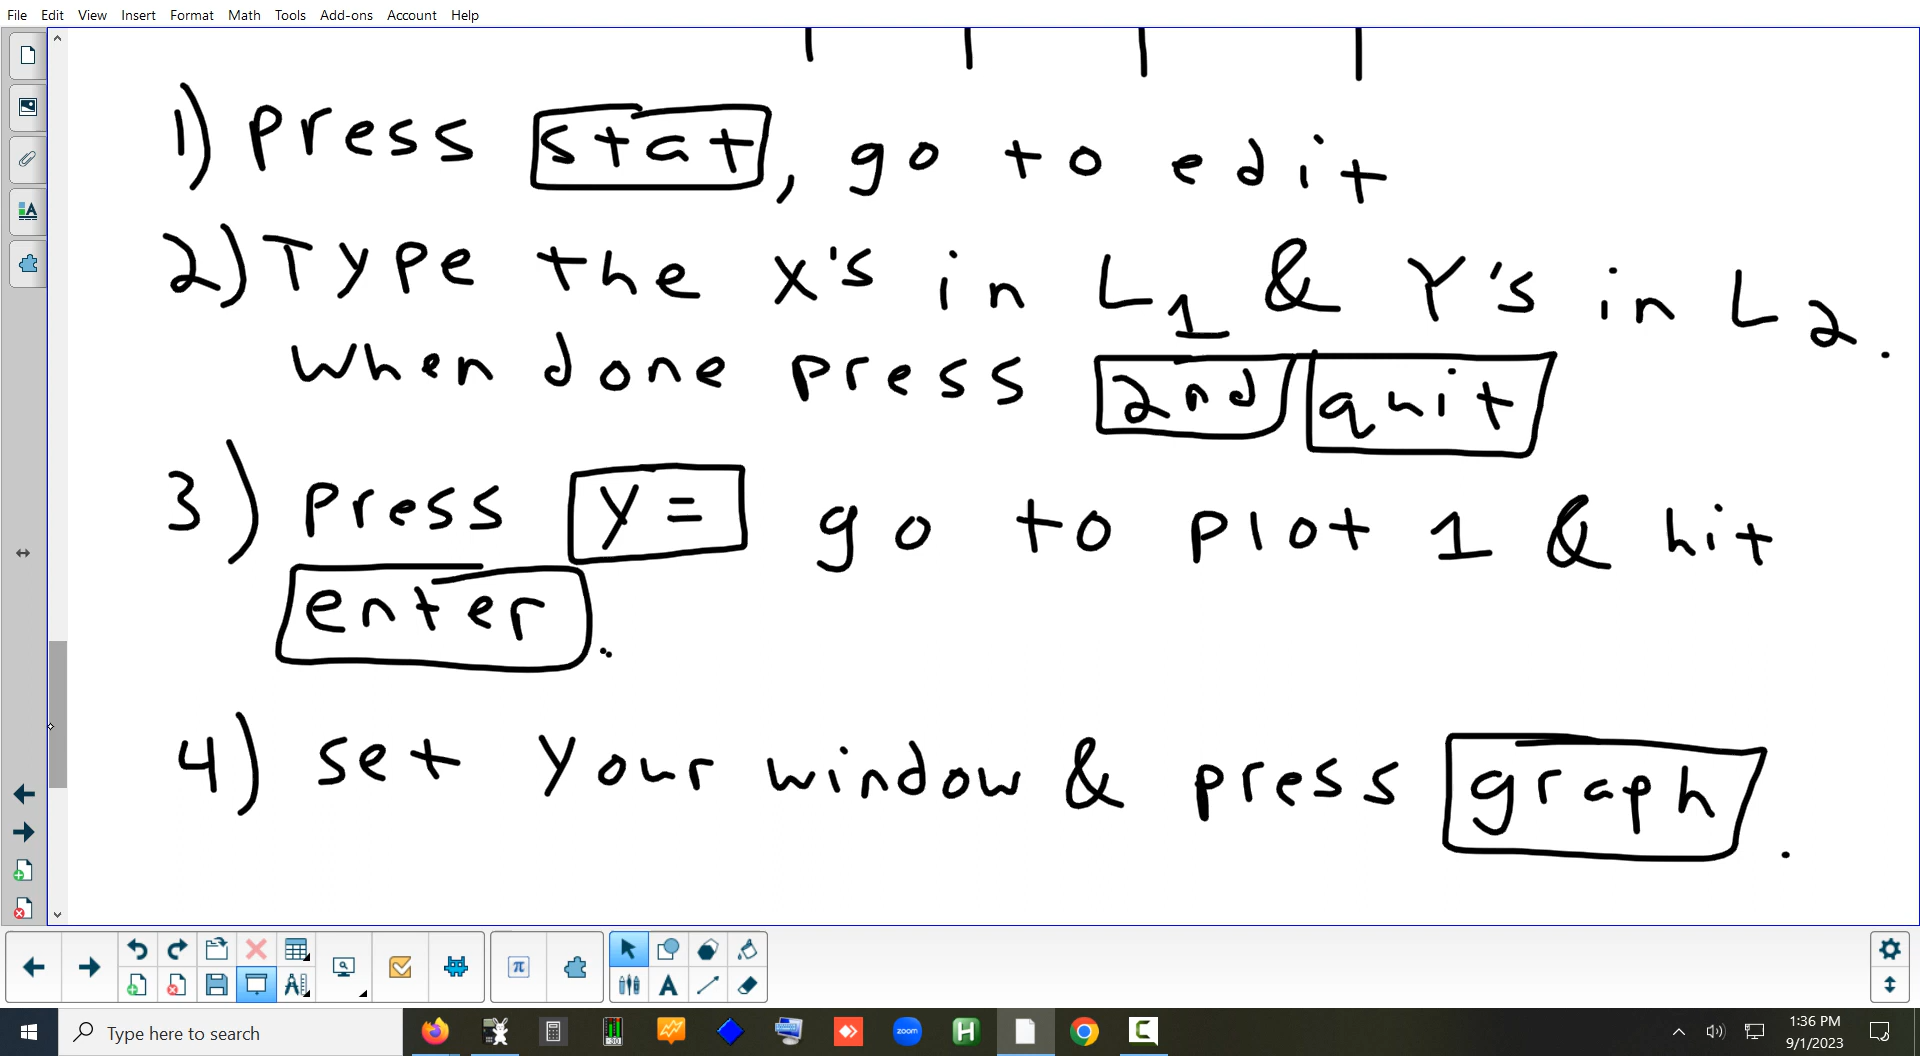 File Edit View Insert Format Math Tools Add-ons Account Help
1) press stat, go to edit
2) Type the x's in L1 & Y's in L2.
when done press 2nd quit
3) press y= go to plot 1 & hit
enter.
4) set your window & press graph.
π A
Type here to search
zoom
H
C
1:36 PM
9/1/2023